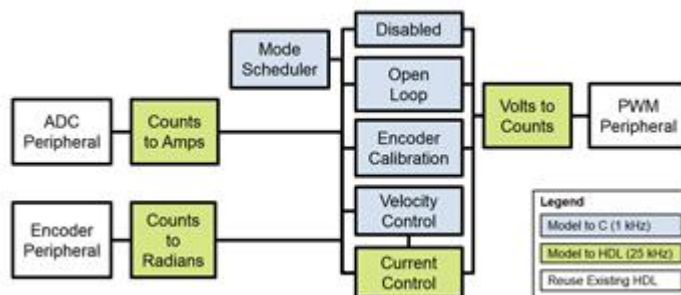 Disabled
Mode
Scheduler
Open
Loop
ADC
Peripheral
Counts
to Amps
Encoder
Calibration
Volts to
Counts
PWM
Peripheral
Encoder
Peripheral
Counts
to
Radians
Velocity
Control
Current
Control
Legend
Model to C (1 kHz)
Model to HDL (25 kHz)
Reuse Existing HDL